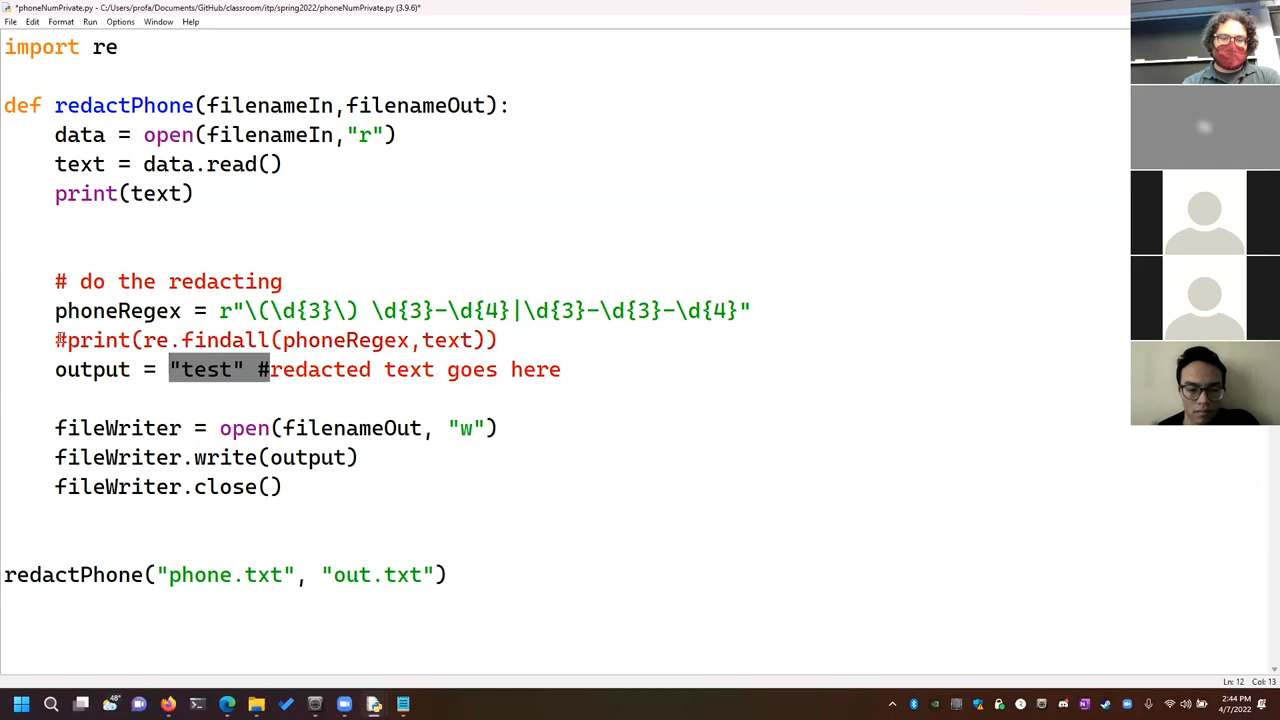 *phoneNumPrivate.py - C:/Users/profa/Documents/GitHub/classroom/itp/spring2022/phoneNumPrivate.py (3.9.6)*
File Edit Format Run Options Window Help
import re
def redactPhone(filenameIn,filenameOut):
    data = open(filenameIn,"r")
    text = data.read()
    print(text)
    # do the redacting
    phoneRegex = r"\(\d{3}\) \d{3}-\d{4}|\d{3}-\d{3}-\d{4}"
    #print(re.findall(phoneRegex,text))
    output = "test" #redacted text goes here
    fileWriter = open(filenameOut, "w")
    fileWriter.write(output)
    fileWriter.close()
redactPhone("phone.txt", "out.txt")
Ln: 12 Col: 13
48°
2:44 PM
4/7/2022